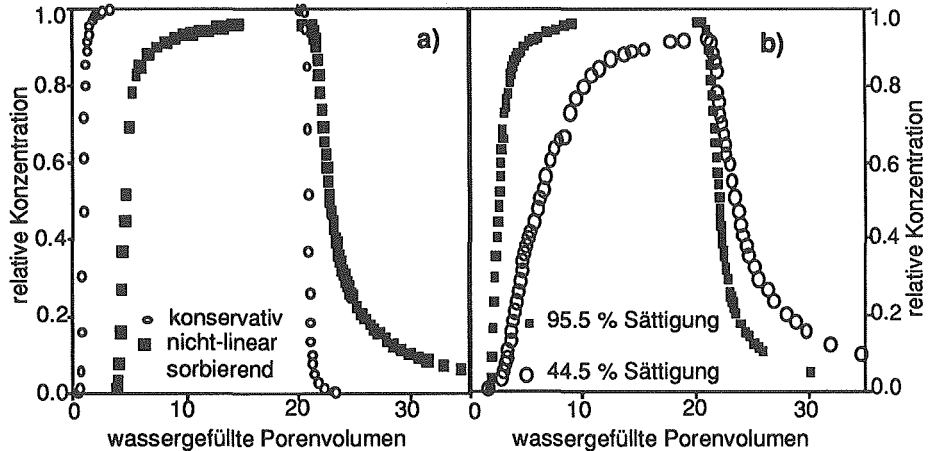 1.0
0.8
0.6
0.4
0.2
0.0
relative Konzentration
a)
konservativ
nicht-linear
sorbierend
0
10
20
30
wassergefüllte Porenvolumen
b)
95.5 % Sättigung
44.5 % Sättigung
0
10
20
30
wassergefüllte Porenvolumen
1.0
0.8
0.6
0.4
0.2
0.0
relative Konzentration